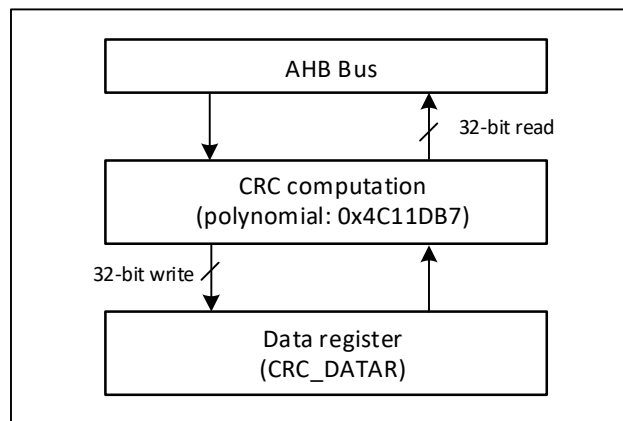 AHB Bus
32-bit read
CRC computation
(polynomial: 0x4C11DB7)
32-bit write
Data register
(CRC_DATAR)